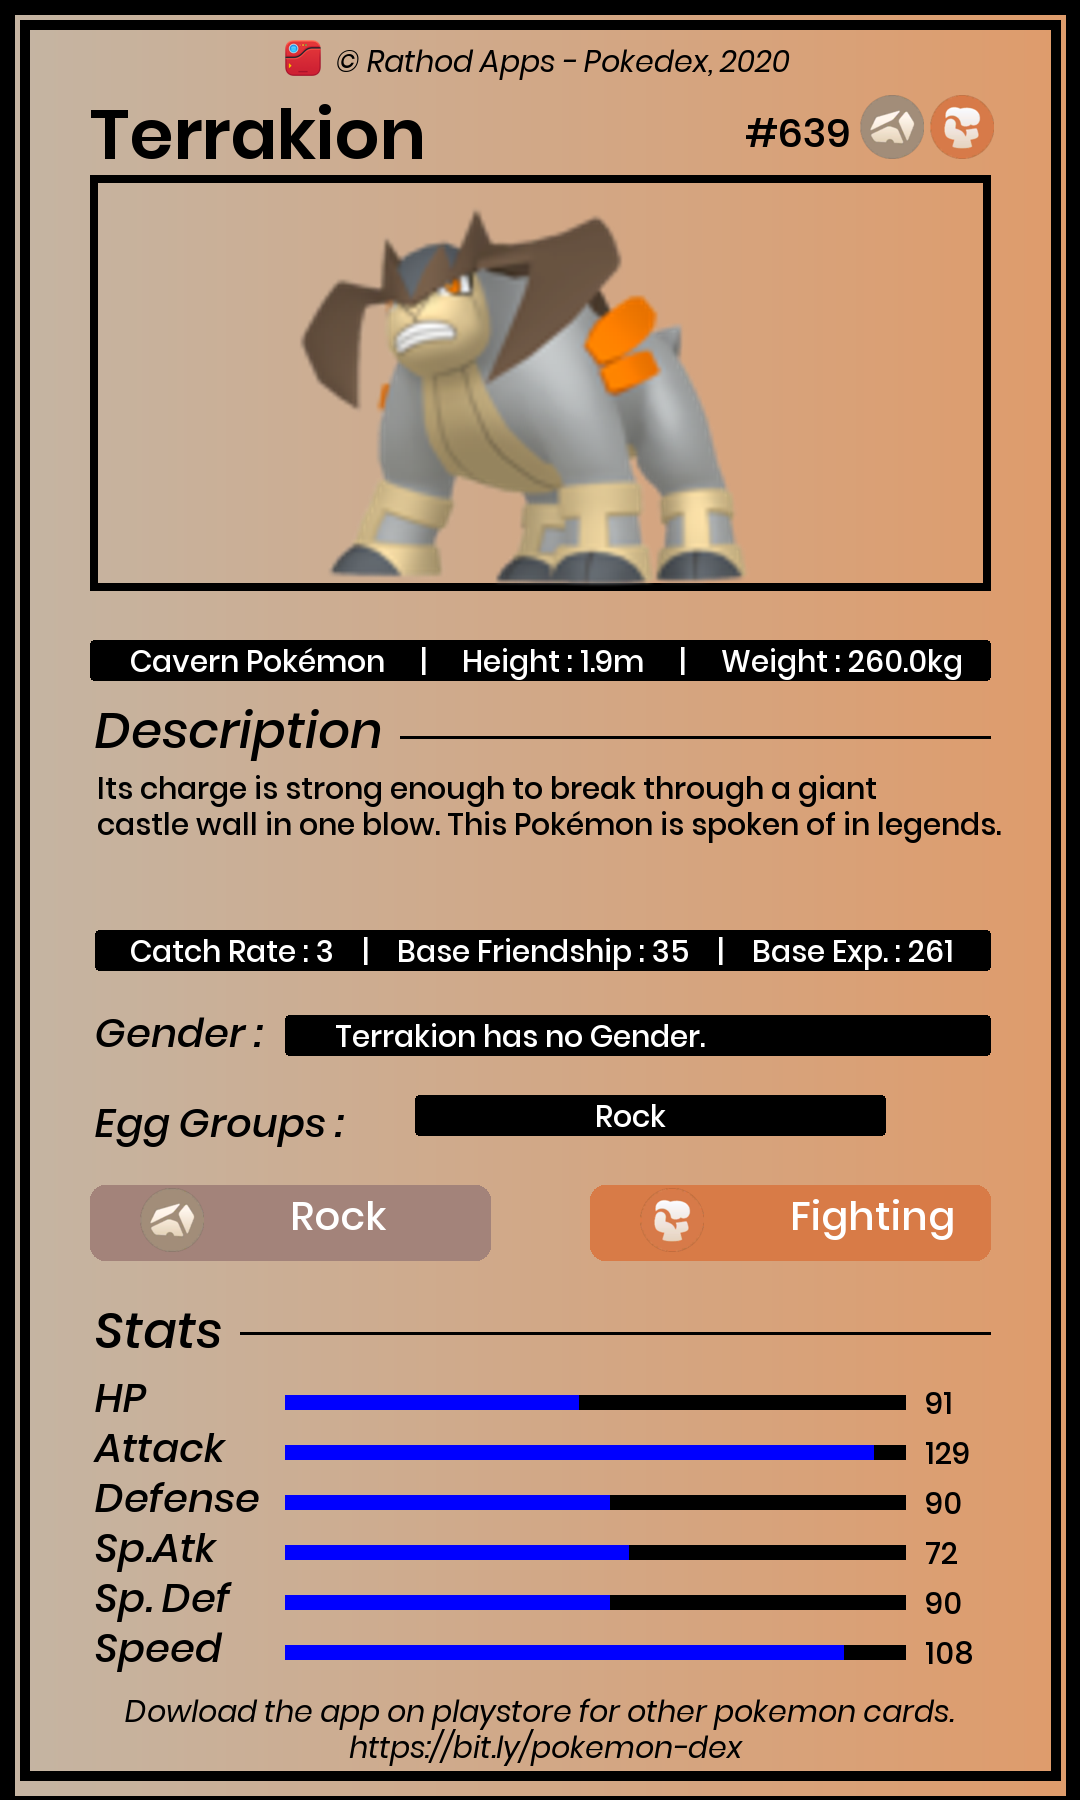 © Rathod Apps - Pokedex, 2020
Terrakion #639
Cavern Pokémon | Height : 1.9m | Weight : 260.0kg
Description
Its charge is strong enough to break through a giant
castle wall in one blow. This Pokémon is spoken of in legends.
Catch Rate : 3 | Base Friendship : 35 | Base Exp. : 261
Gender : Terrakion has no Gender.
Egg Groups : Rock
Rock Fighting
Stats
HP 91
Attack 129
Defense 90
Sp.Atk 72
Sp. Def 90
Speed 108
Dowload the app on playstore for other pokemon cards.
https://bit.ly/pokemon-dex